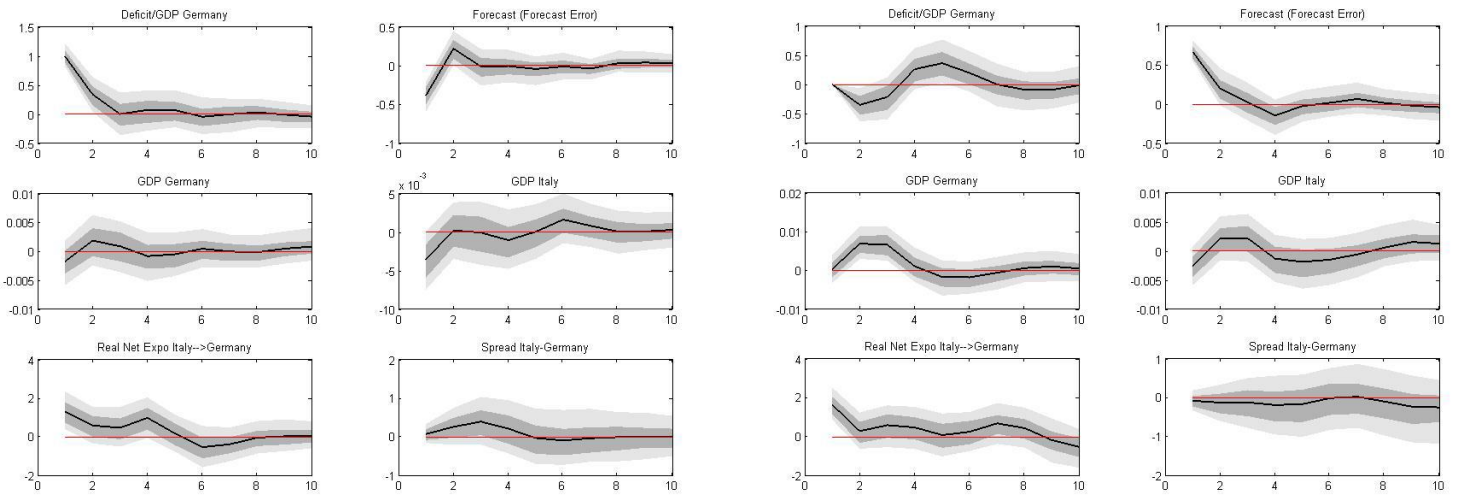 Deficit/GDP Germany
1.5
1
0.5
0
-0.5
0 2 4 6 8 10
Forecast (Forecast Error)
0.5
0
-0.5
-1
0 2 4 6 8 10
Deficit/GDP Germany
1
0.5
0
-0.5
-1
0 2 4 6 8 10
Forecast (Forecast Error)
1
0.5
0
-0.5
0 2 4 6 8 10
GDP Germany
0.01
0.005
0
-0.005
-0.01
0 2 4 6 8 10
x 10^-3
GDP Italy
5
0
-5
-10
0 2 4 6 8 10
GDP Germany
0.02
0.01
0
-0.01
0 2 4 6 8 10
GDP Italy
0.01
0.005
0
-0.005
-0.01
0 2 4 6 8 10
Real Net Expo Italy-->Germany
4
2
0
-2
0 2 4 6 8 10
Spread Italy-Germany
2
1
0
-1
0 2 4 6 8 10
Real Net Expo Italy-->Germany
4
2
0
-2
0 2 4 6 8 10
Spread Italy-Germany
1
0
-1
-2
0 2 4 6 8 10